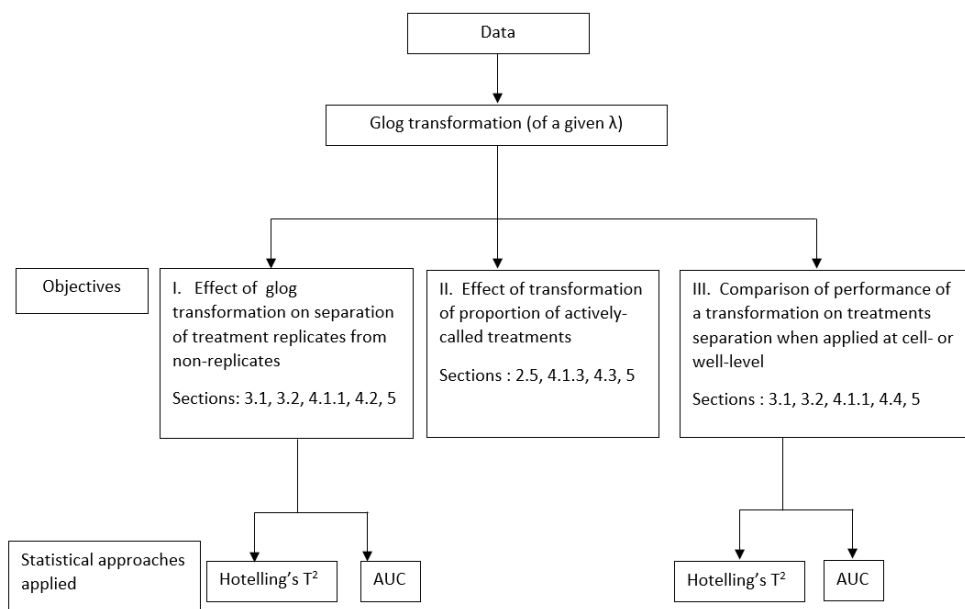 Data
Glog transformation (of a given λ)
Objectives
I. Effect of glog
transformation on separation
of treatment replicates from
non-replicates
Sections: 3.1, 3.2, 4.1.1, 4.2, 5
II. Effect of transformation
of proportion of actively-
called treatments
Sections : 2.5, 4.1.3, 4.3, 5
III. Comparison of performance of
a transformation on treatments
separation when applied at cell- or
well-level
Sections : 3.1, 3.2, 4.1.1, 4.4, 5
Statistical approaches
applied
Hotelling’s T²
AUC
Hotelling’s T²
AUC